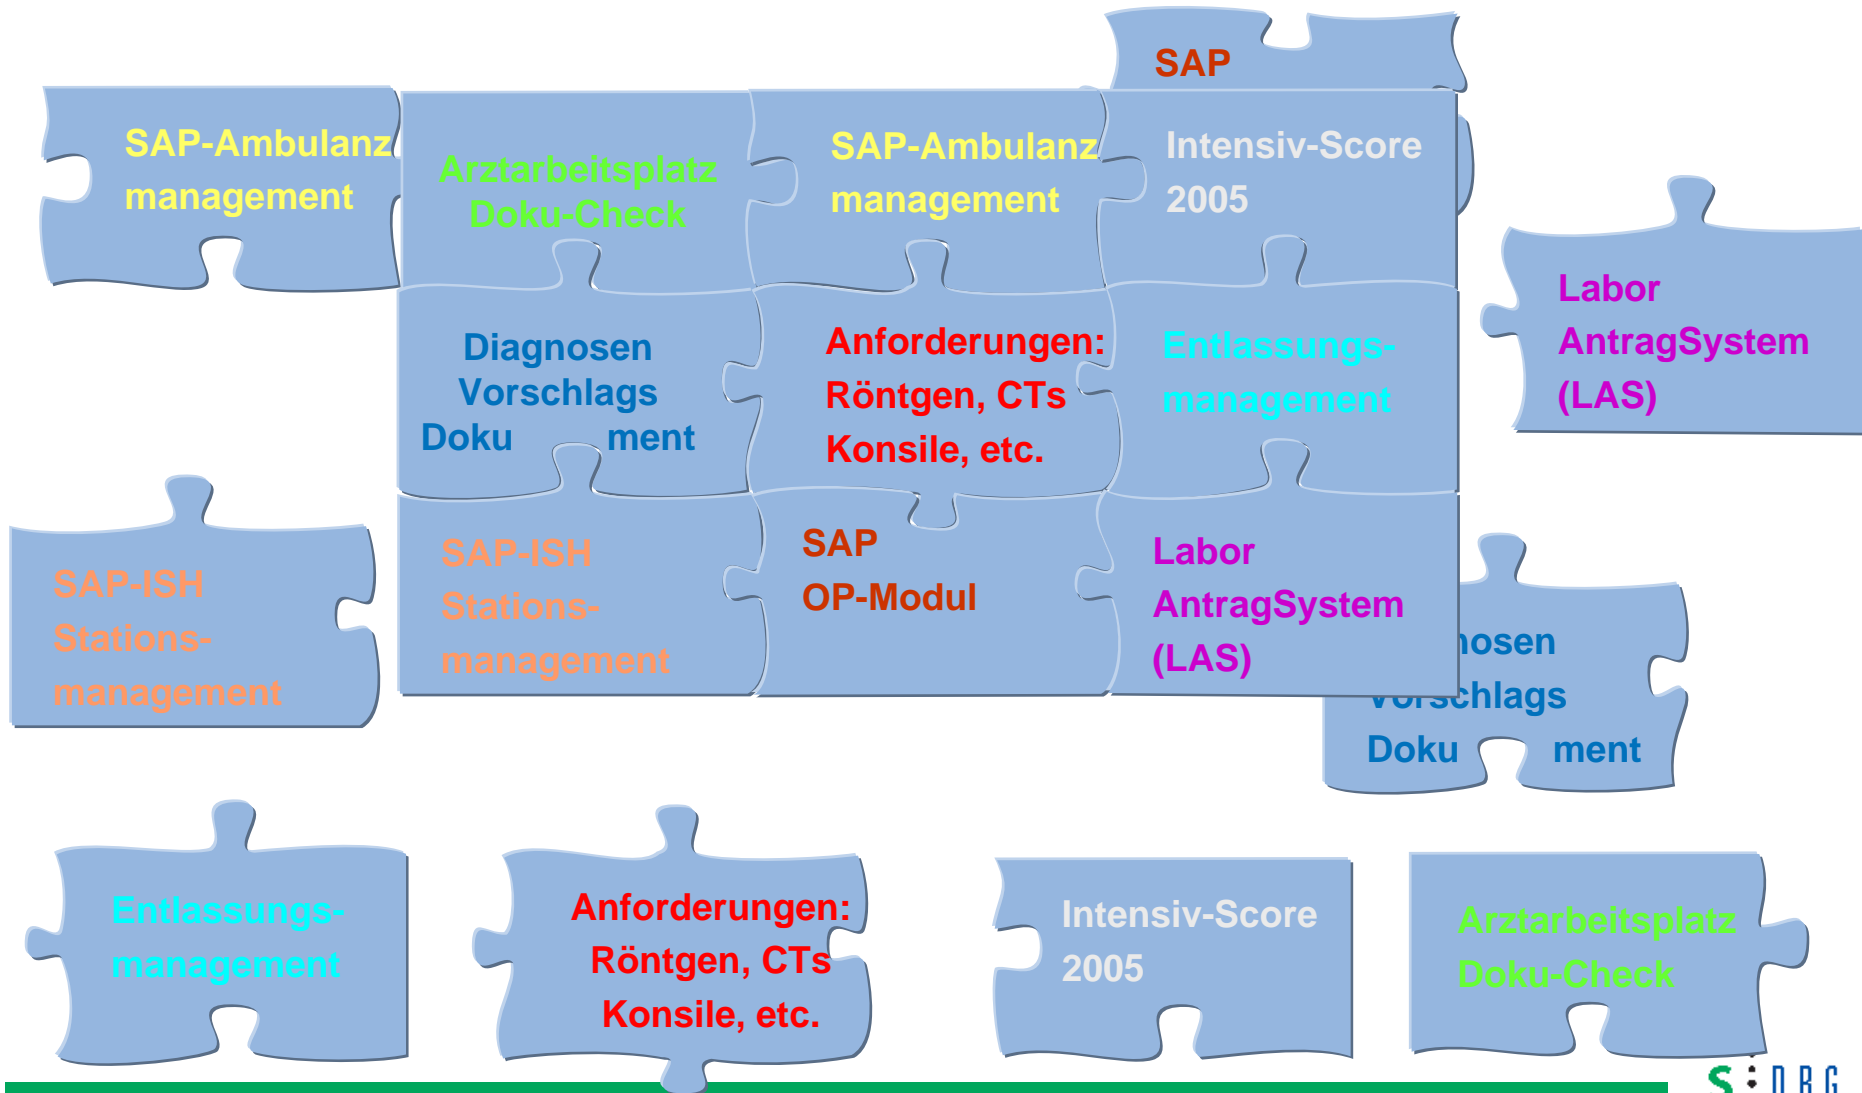 SAP
SAP-Ambulanz
management
Arztarbeitsplatz
Doku-Check
SAP-Ambulanz
management
Intensiv-Score
2005
Labor
AntragSystem
(LAS)
Diagnosen
Vorschlags
Doku ment
Anforderungen:
Röntgen, CTs
Konsile, etc.
Entlassungs-
management
SAP-ISH
Stations-
management
SAP-ISH
Stations-
management
SAP
OP-Modul
Labor
AntragSystem
(LAS)
nosen
Vorschlags
Doku ment
Entlassungs-
management
Anforderungen:
Röntgen, CTs
Konsile, etc.
Intensiv-Score
2005
Arztarbeitsplatz
Doku-Check